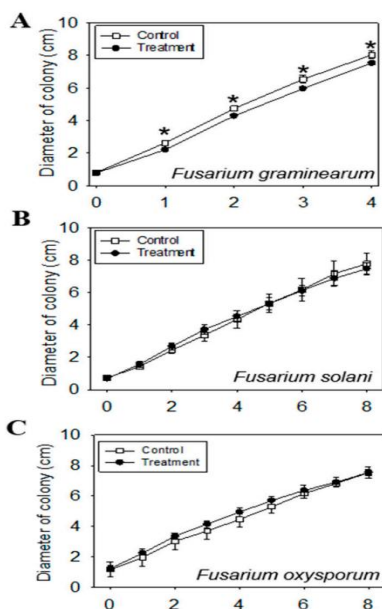 A
Diameter of colony (cm)
10
8
6
4
2
0
Control
Treatment
* * * *
Fusarium graminearum
0 1 2 3 4
B
Diameter of colony (cm)
10
8
6
4
2
0
Control
Treatment
Fusarium solani
0 2 4 6 8
C
Diameter of colony (cm)
10
8
6
4
2
0
Control
Treatment
Fusarium oxysporum
0 2 4 6 8